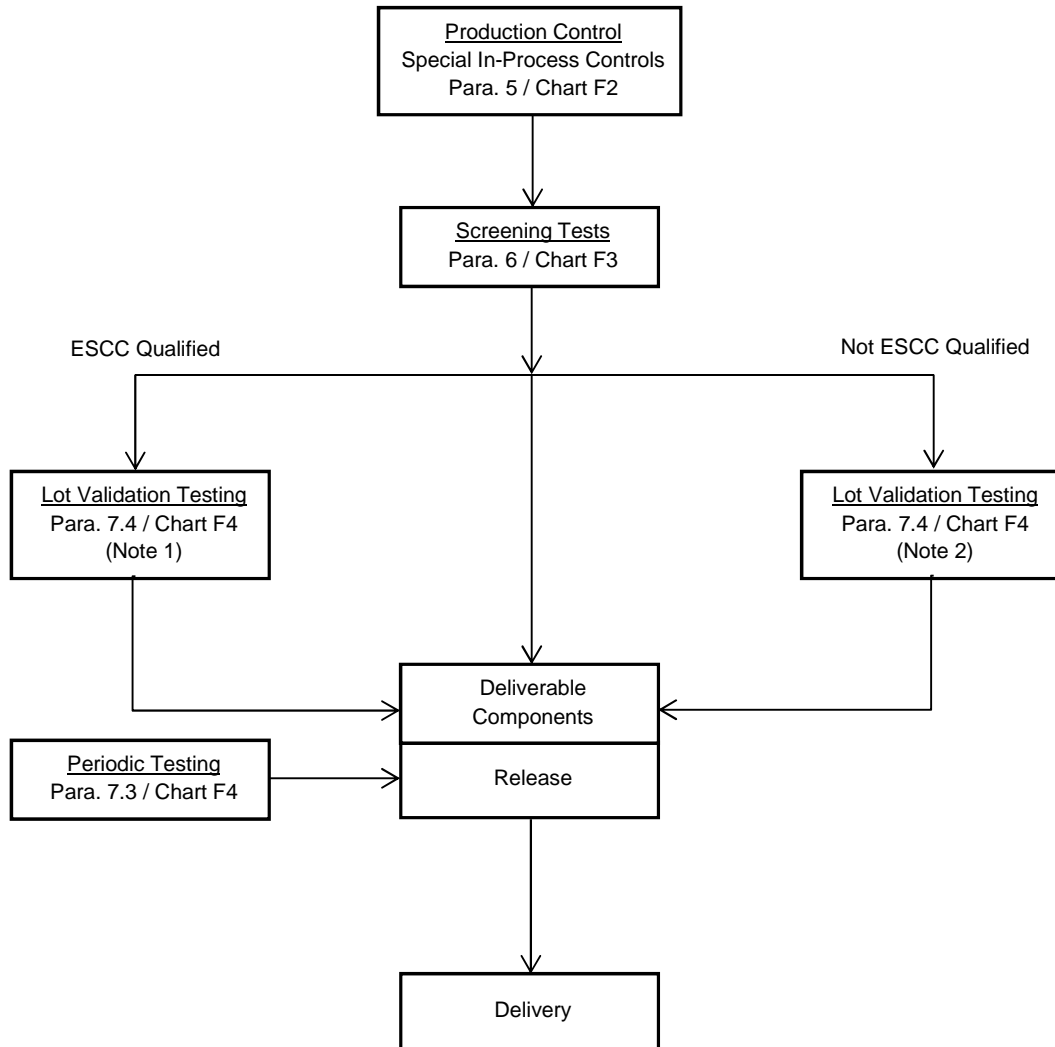 Production Control
Special In-Process Controls
Para. 5 / Chart F2
Screening Tests
Para. 6 / Chart F3
ESCC Qualified
Not ESCC Qualified
Lot Validation Testing
Para. 7.4 / Chart F4
(Note 1)
Lot Validation Testing
Para. 7.4 / Chart F4
(Note 2)
Deliverable
Components
Periodic Testing
Para. 7.3 / Chart F4
Release
Delivery